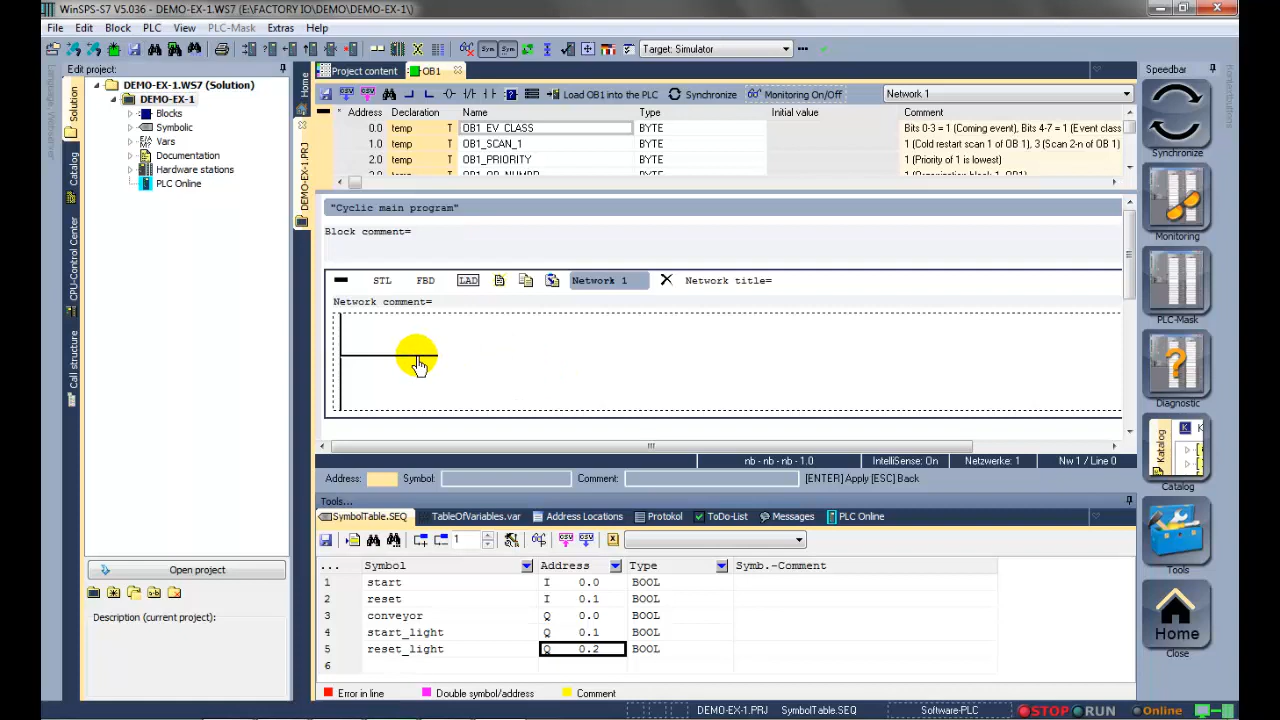 WinSPS-S7 V5.036 - DEMO-EX-1.WS7 (E:\FACTORY IO\DEMO\DEMO-EX-1\)
File Edit Block PLC View PLC-Mask Extras Help
Target: Simulator
Edit project:
Project content OB1
Speedbar
DEMO-EX-1.WS7 (Solution)
DEMO-EX-1
Blocks
Symbolic
Vars
Documentation
Hardware stations
PLC Online
Solution
Catalog
CPU-Control Center
Call structure
Home
DEMO-EX-1.PRJ
Load OB1 into the PLC Synchronize Monitoring On/Off Network 1
Address Declaration Name Type Initial value Comment
0.0 temp T OB1_EV_CLASS BYTE Bits 0-3 = 1 (Coming event), Bits 4-7 = 1 (Event class
1.0 temp T OB1_SCAN_1 BYTE 1 (Cold restart scan 1 of OB 1), 3 (Scan 2-n of OB 1)
2.0 temp T OB1_PRIORITY BYTE 1 (Priority of 1 is lowest)
"Cyclic main program"
Block comment=
STL FBD LAD Network 1 Network title=
Network comment=
nb - nb - nb - 1.0 IntelliSense: On Netzwerke: 1 Nw 1 / Line 0
Address: Symbol: Comment: [ENTER] Apply [ESC] Back
Tools...
SymbolTable.SEQ TableOfVariables.var Address Locations Protokol ToDo-List Messages PLC Online
1
... Symbol Address Type Symb.-Comment
1 start I 0.0 BOOL
2 reset I 0.1 BOOL
3 conveyor Q 0.0 BOOL
4 start_light Q 0.1 BOOL
5 reset_light Q 0.2 BOOL
6
Error in line Double symbol/address Comment
Open project
Description (current project):
Synchronize
Monitoring
PLC-Mask
Diagnostic
Katalog
Catalog
Tools
Home
Close
DEMO-EX-1.PRJ SymbolTable.SEQ Software-PLC STOP RUN Online